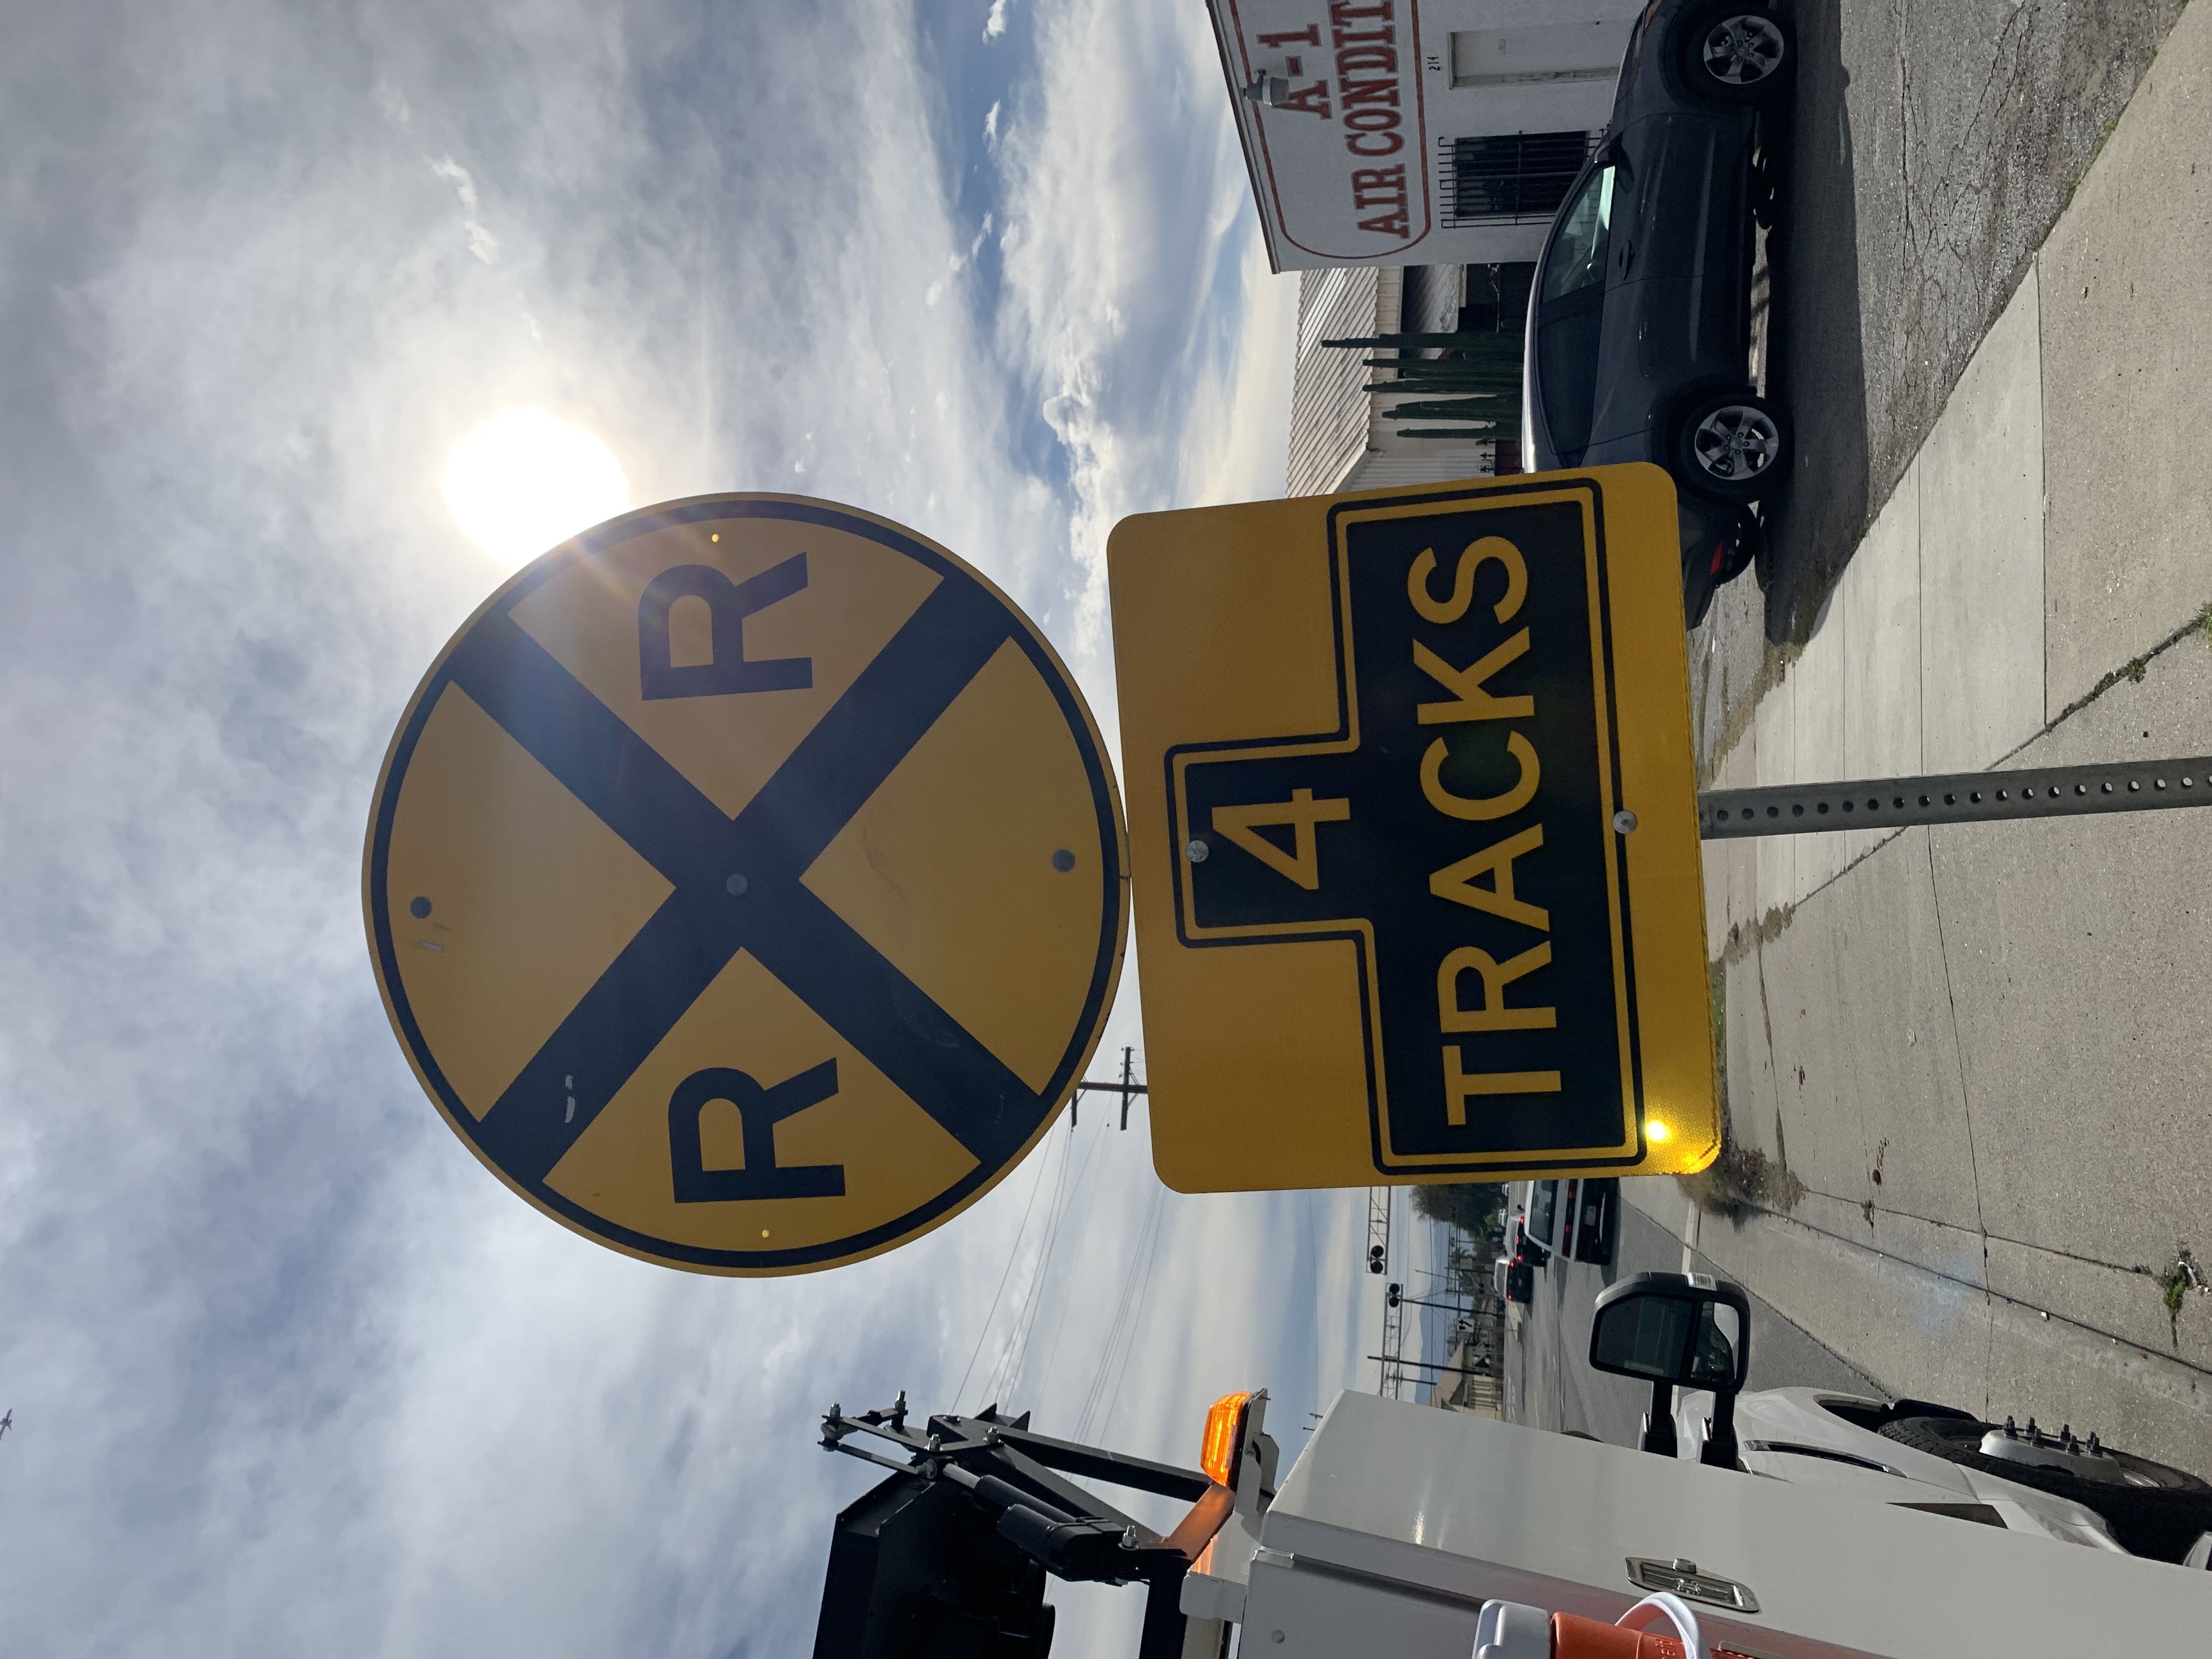 R R
4
TRACKS
A-1
AIR CONDIT
214